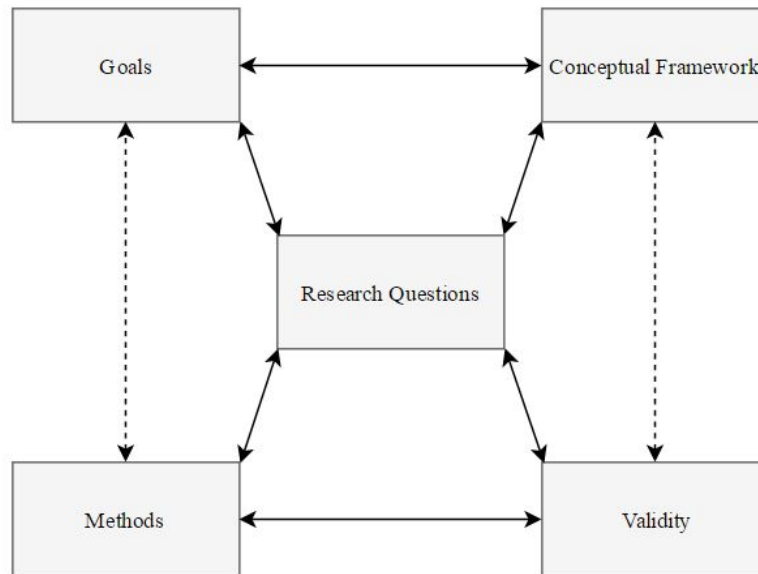 Goals
Conceptual Framework
Research Questions
Methods
Validity